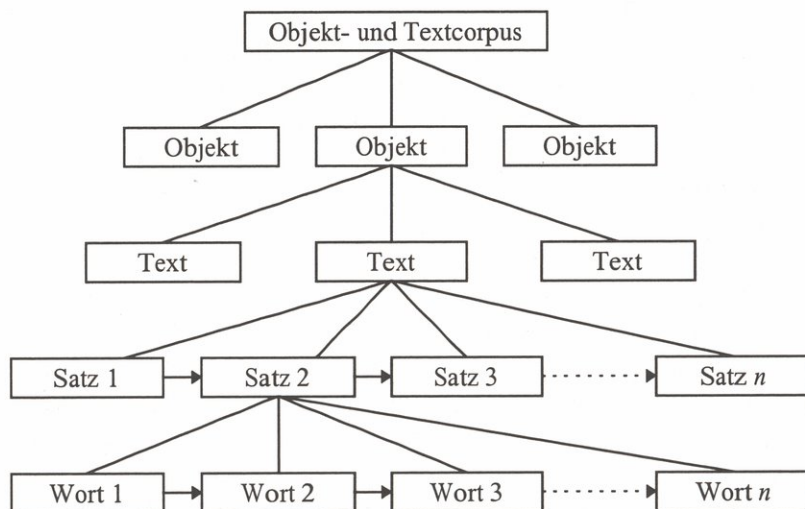 Objekt- und Textcorpus
Objekt Objekt Objekt
Text Text Text
Satz 1 Satz 2 Satz 3 Satz n
Wort 1 Wort 2 Wort 3 Wort n